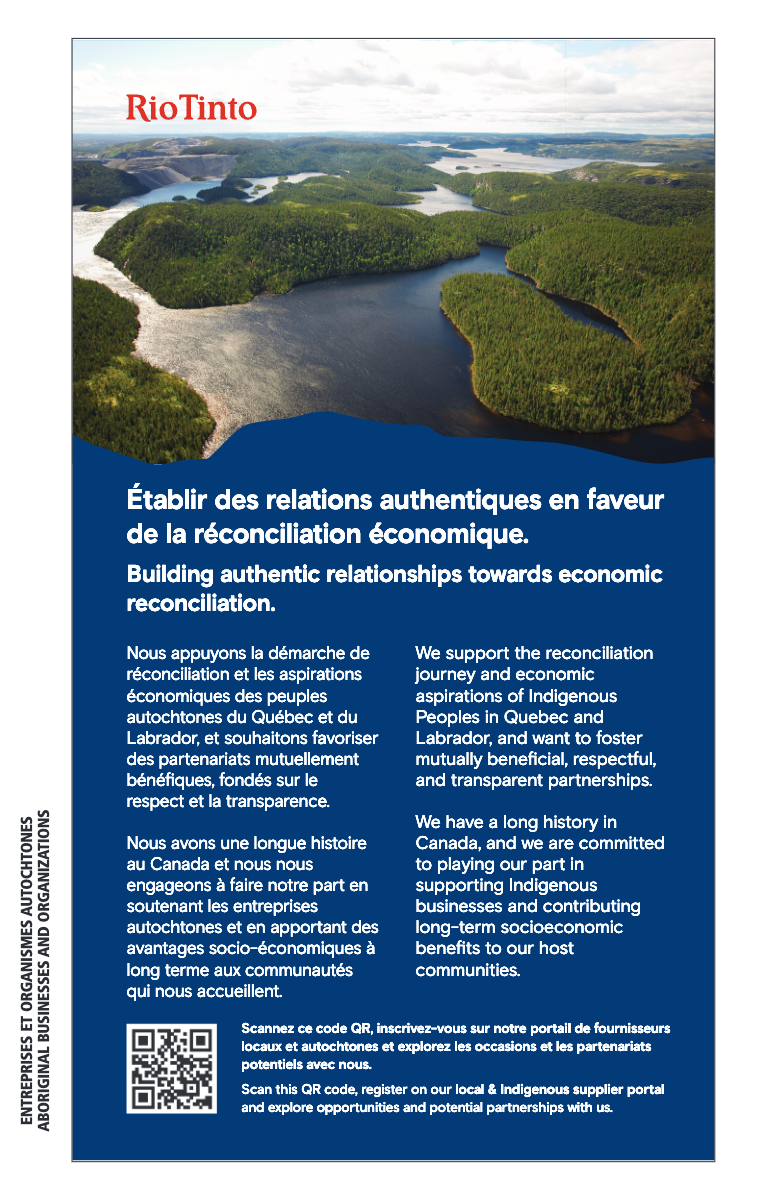 RioTinto
Établir des relations authentiques en faveur
de la réconciliation économique.
Building authentic relationships towards economic
reconciliation.
Nous appuyons la démarche de
réconciliation et les aspirations
économiques des peuples
autochtones du Québec et du
Labrador, et souhaitons favoriser
des partenariats mutuellement
bénéfiques, fondés sur le
respect et la transparence.
Nous avons une longue histoire
au Canada et nous nous
engageons à faire notre part en
soutenant les entreprises
autochtones et en apportant des
avantages socio-économiques à
long terme aux communautés
qui nous accueillent.
We support the reconciliation
journey and economic
aspirations of Indigenous
Peoples in Quebec and
Labrador, and want to foster
mutually beneficial, respectful,
and transparent partnerships.
We have a long history in
Canada, and we are committed
to playing our part in
supporting Indigenous
businesses and contributing
long-term socioeconomic
benefits to our host
communities.
Scannez ce code QR, inscrivez-vous sur notre portail de fournisseurs
locaux et autochtones et explorez les occasions et les partenariats
potentiels avec nous.
Scan this QR code, register on our local & Indigenous supplier portal
and explore opportunities and potential partnerships with us.
ENTREPRISES ET ORGANISMES AUTOCHTONES
ABORIGINAL BUSINESSES AND ORGANIZATIONS